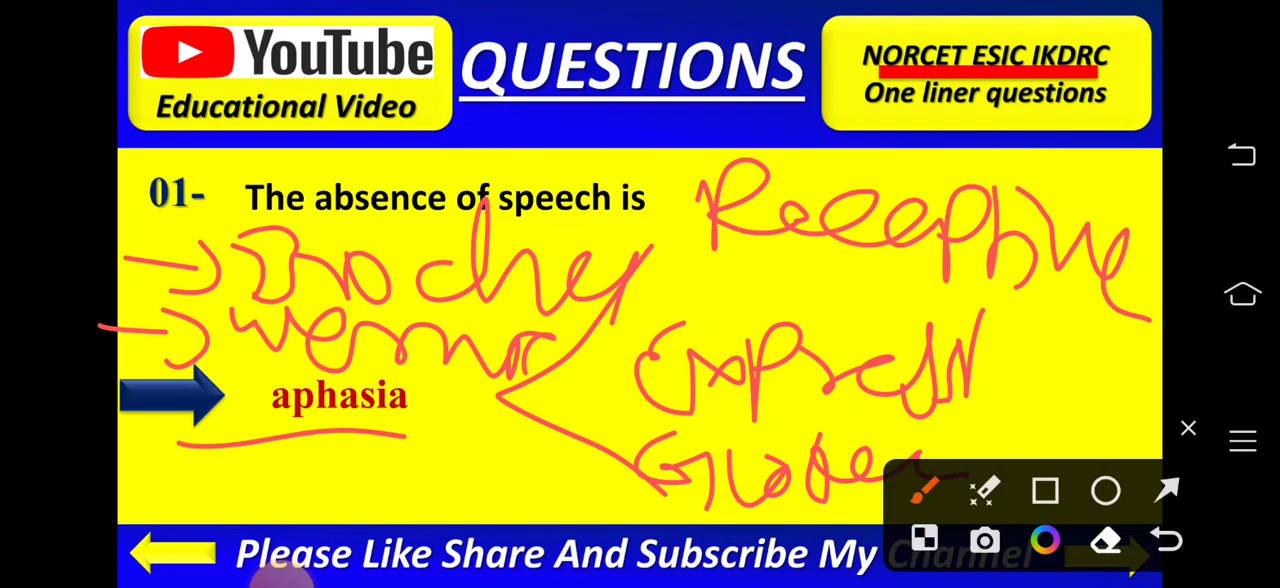 YouTube
Educational Video
QUESTIONS
NORCET ESIC IKDRC
One liner questions
01- The absence of speech is
Receptive
aphasia
Please Like Share And Subscribe My Channel